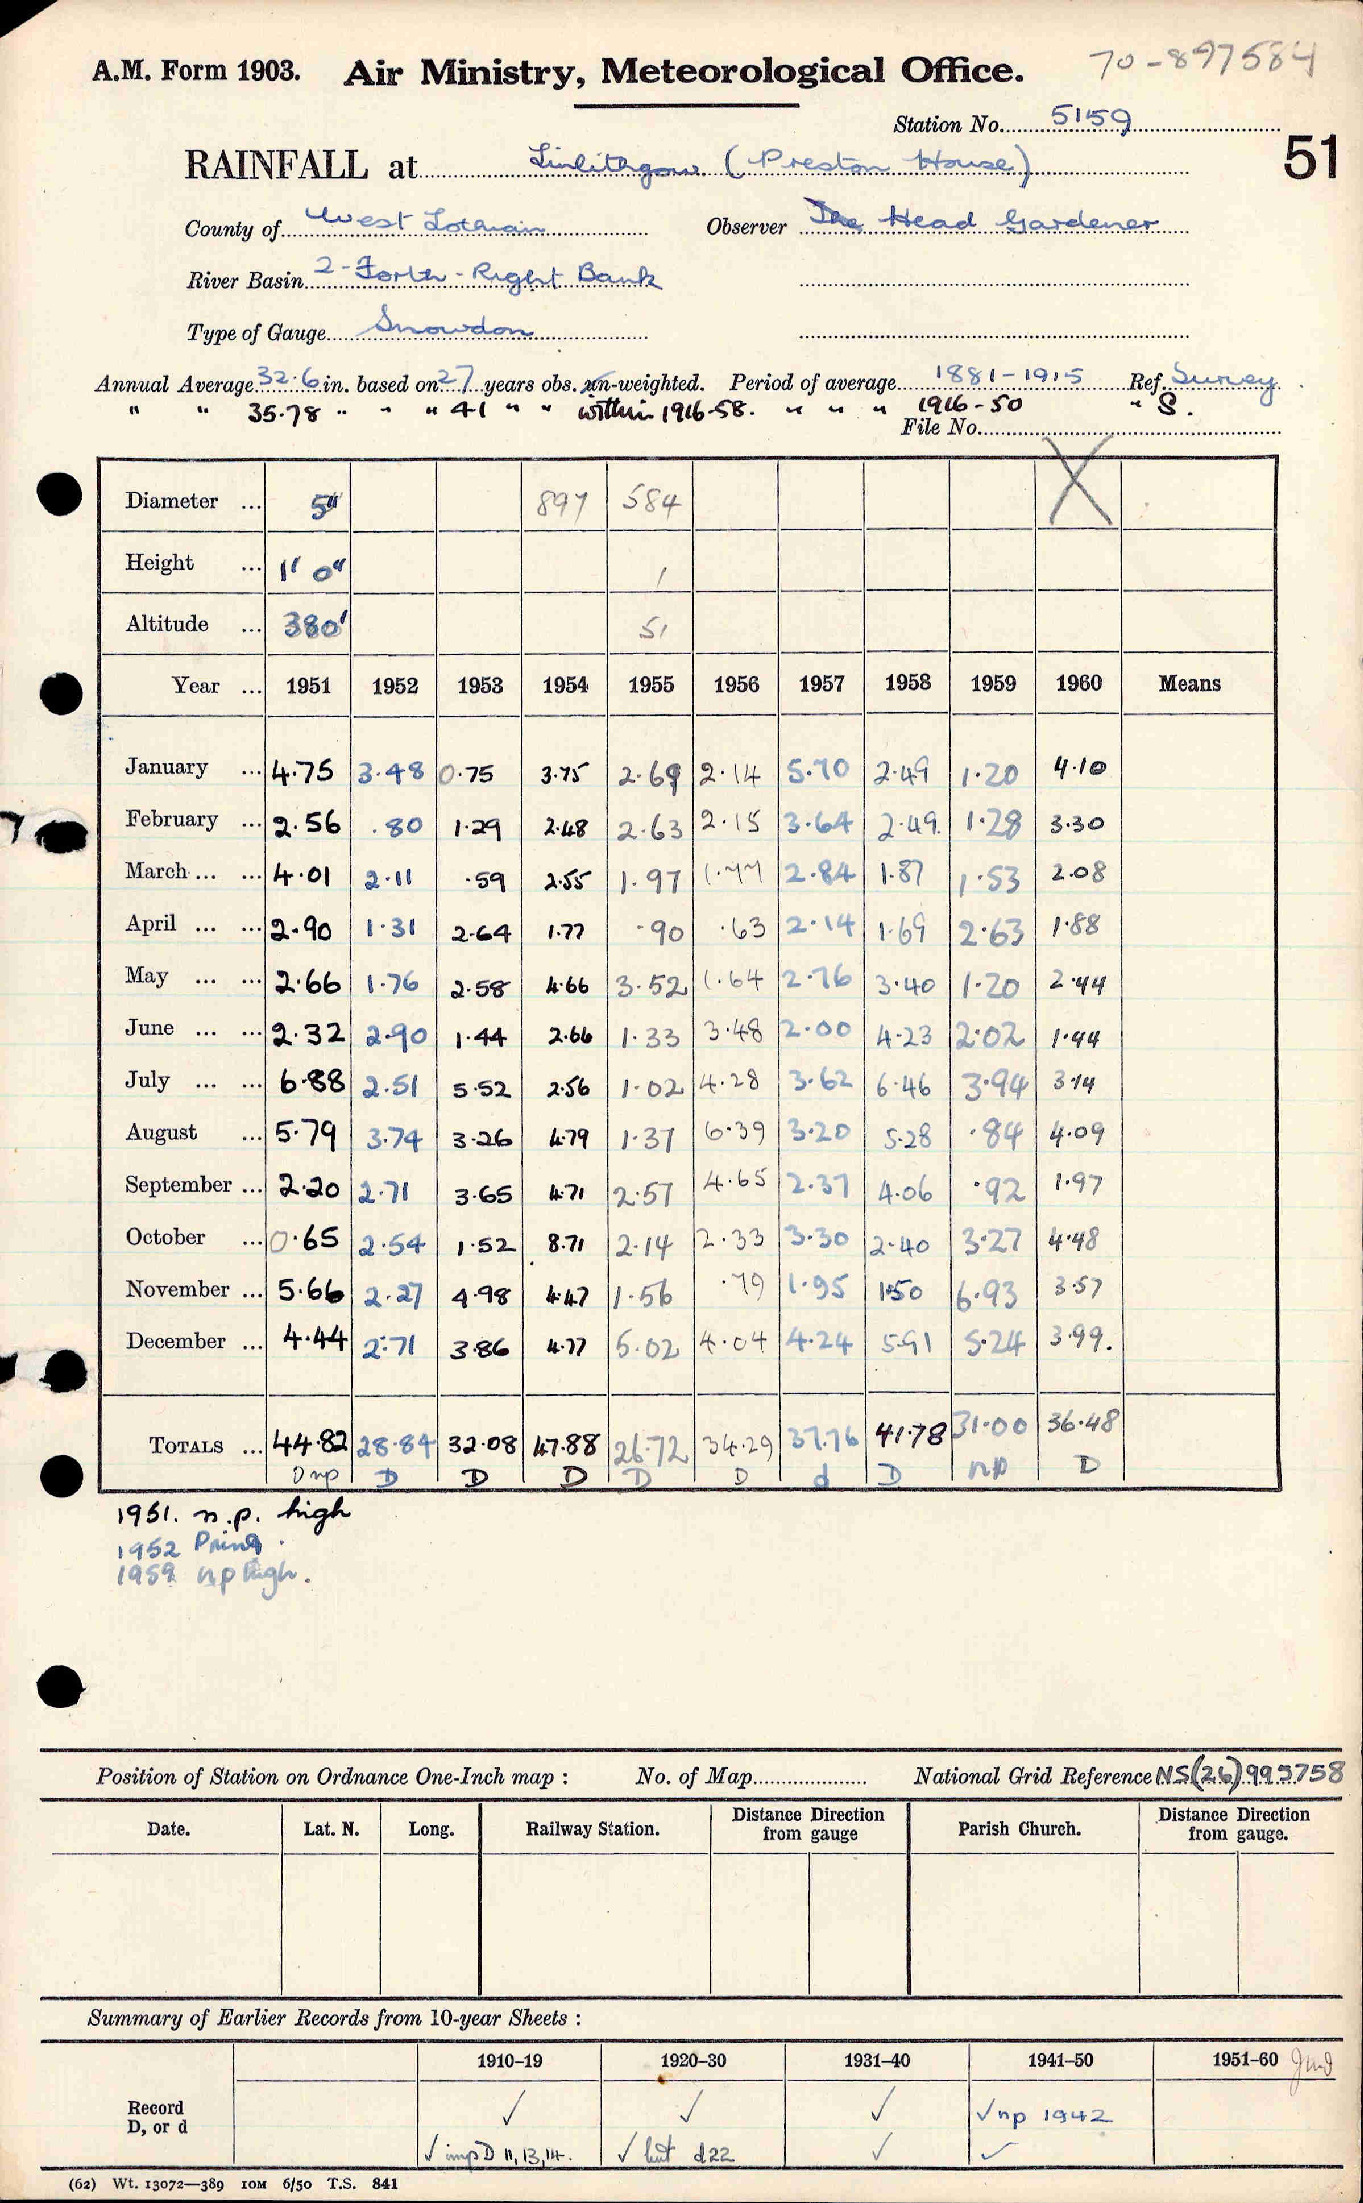 70-897584
A.M. Form 1903. Air Ministry, Meteorological Office.
Station No. 5159
51
RAINFALL at Linlithgow (Preston House)
County of West Lothian Observer The Head Gardener
River Basin 2-Forth-Right Bank
Type of Gauge Snowdon
Annual Average 32.6 in. based on 27 years obs. un-weighted. Period of average 1881-1915 Ref. Survey
" " 35.78 " " " 41 " " within 1916-58. " " " 1916-50 " S.
File No.
Diameter ... 5" 897 584 X
Height ... 1' 0" 1
Altitude ... 380' 51
Year ... 1951 1952 1953 1954 1955 1956 1957 1958 1959 1960 Means
January ... 4.75 3.48 0.75 3.75 2.69 2.14 5.70 2.49 1.20 4.10
February ... 2.56 .80 1.29 2.48 2.63 2.15 3.64 2.49 1.28 3.30
March ... ... 4.01 2.11 .59 2.55 1.97 1.77 2.84 1.87 1.53 2.08
April ... ... 2.90 1.31 2.64 1.77 .90 .63 2.14 1.69 2.63 1.88
May ... ... 2.66 1.76 2.58 4.66 3.52 1.64 2.76 3.40 1.20 2.44
June ... ... 2.32 2.90 1.44 2.66 1.33 3.48 2.00 4.23 2.02 1.44
July ... ... 6.88 2.51 5.52 2.56 1.02 4.28 3.62 6.46 3.94 3.14
August ... 5.79 3.74 3.26 4.79 1.37 6.39 3.20 5.28 .84 4.09
September ... 2.20 2.71 3.65 4.71 2.57 4.65 2.37 4.06 .92 1.97
October ... 0.65 2.54 1.52 8.71 2.14 2.33 3.30 2.40 3.27 4.48
November ... 5.66 2.27 4.98 4.47 1.56 .79 1.95 1.50 6.93 3.57
December ... 4.44 2.71 3.86 4.77 5.02 4.04 4.24 5.91 5.24 3.99.
TOTALS ... 44.82 28.84 32.08 47.88 26.72 34.29 37.76 41.78 31.00 36.48
D np D D D D D d D np D
1951. n.p. high
1952
1959 np high.
Position of Station on Ordnance One-Inch map : No. of Map National Grid Reference NS(26)995758
Date. Lat. N. Long. Railway Station. Distance Direction from gauge Parish Church. Distance Direction from gauge.
Summary of Earlier Records from 10-year Sheets :
1910-19 1920-30 1931-40 1941-50 1951-60
Record ✓ ✓ ✓ ✓np 1942
D, or d ✓ imp D 11, 13, 14. ✓ but d22 ✓ ✓
(62) Wt. 13072—389 10M 6/50 T.S. 841